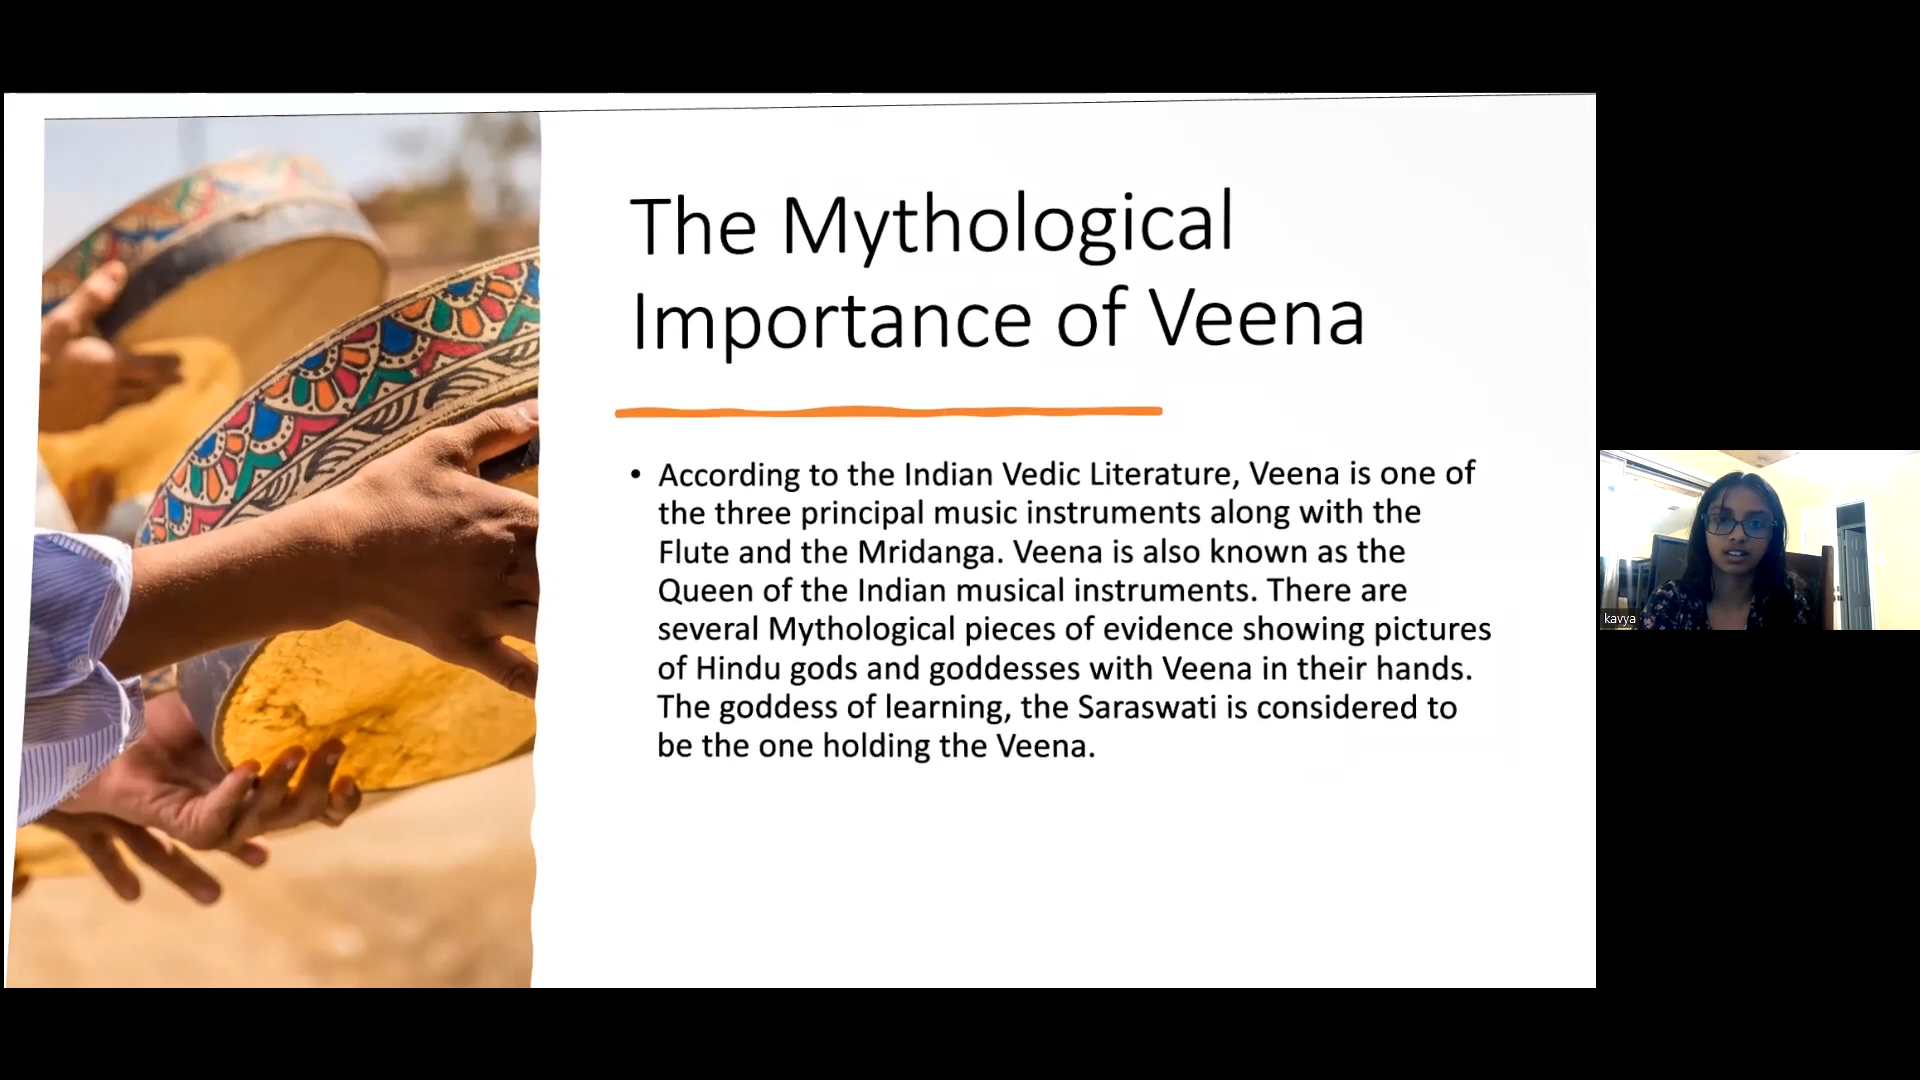 The Mythological
Importance of Veena
• According to the Indian Vedic Literature, Veena is one of
the three principal music instruments along with the
Flute and the Mridanga. Veena is also known as the
Queen of the Indian musical instruments. There are
several Mythological pieces of evidence showing pictures
of Hindu gods and goddesses with Veena in their hands.
The goddess of learning, the Saraswati is considered to
be the one holding the Veena.
kavya